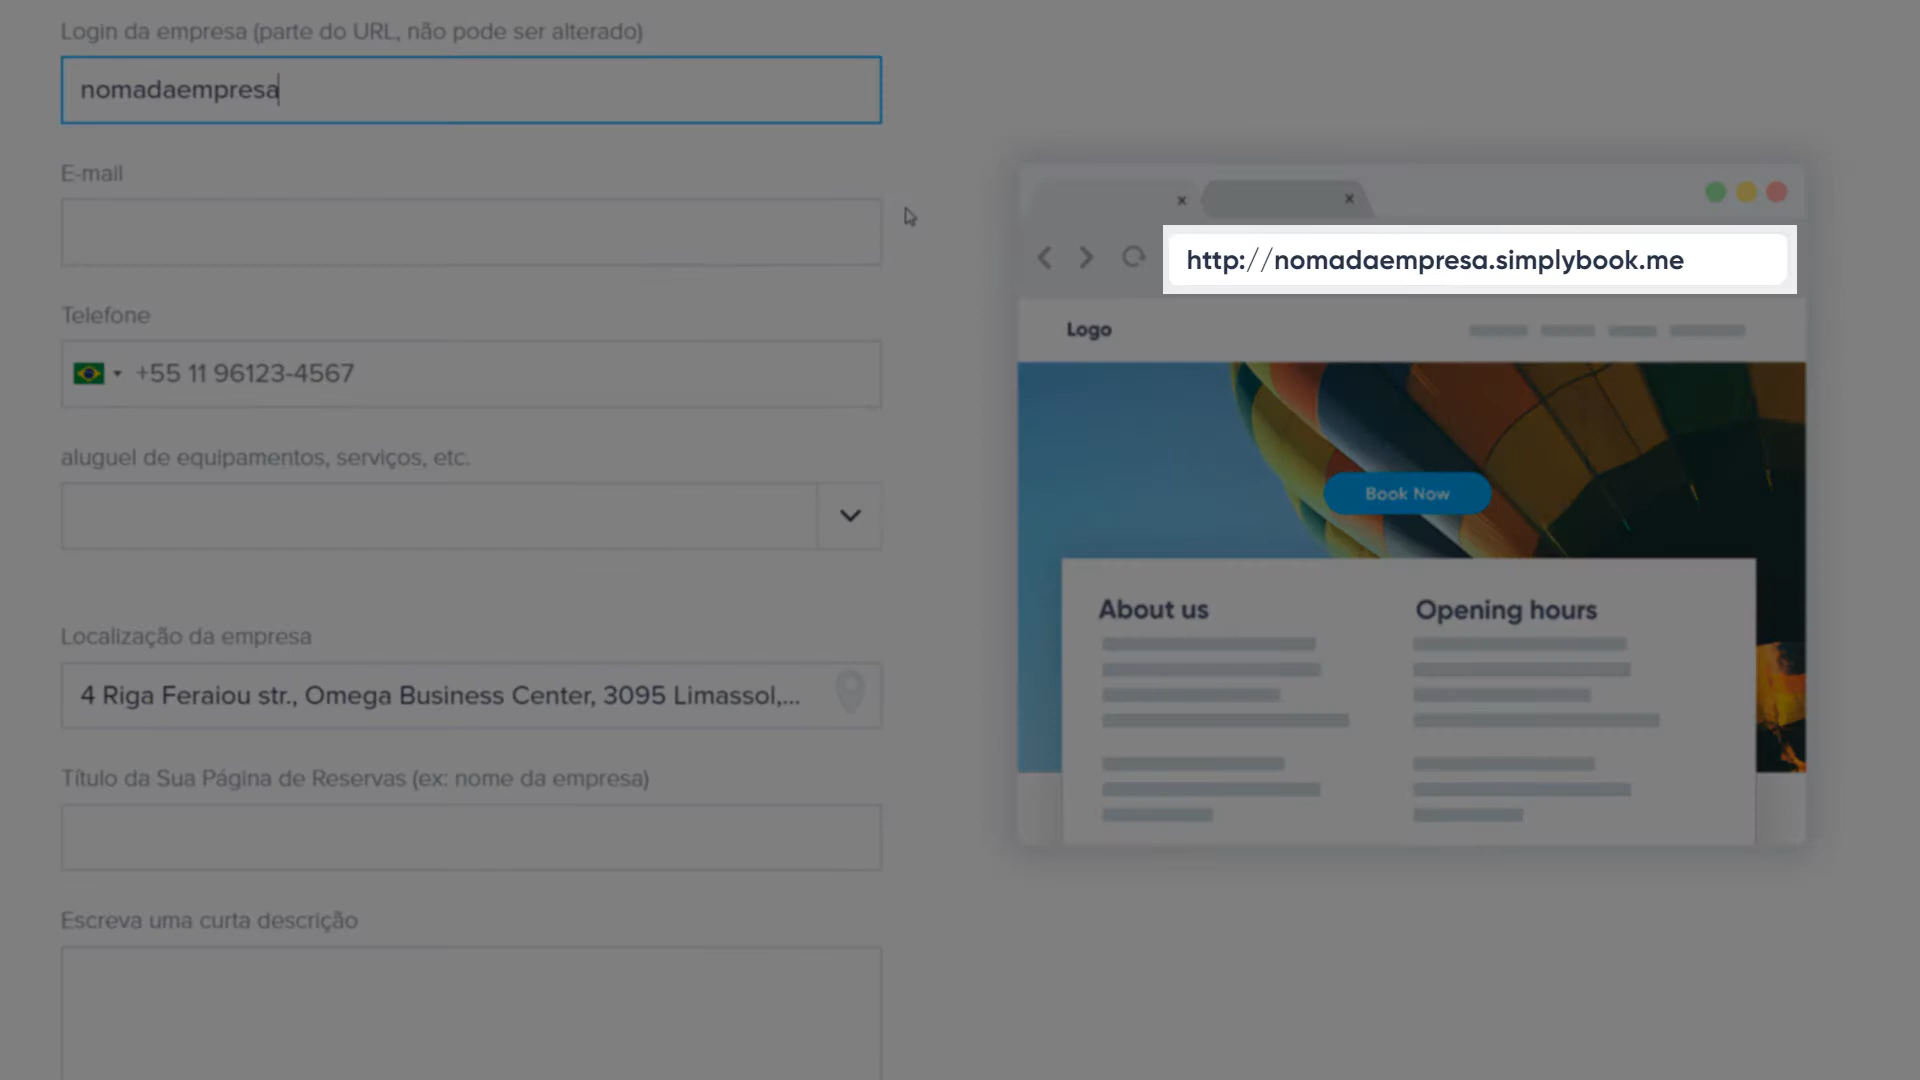 Login da empresa (parte do URL, não pode ser alterado)
nomadaempresa
E-mail
Telefone
+55 11 96123-4567
aluguel de equipamentos, serviços, etc.
Localização da empresa
4 Riga Feraiou str., Omega Business Center, 3095 Limassol,...
Título da Sua Página de Reservas (ex: nome da empresa)
Escreva uma curta descrição
http://nomadaempresa.simplybook.me
Logo
Book Now
About us
Opening hours